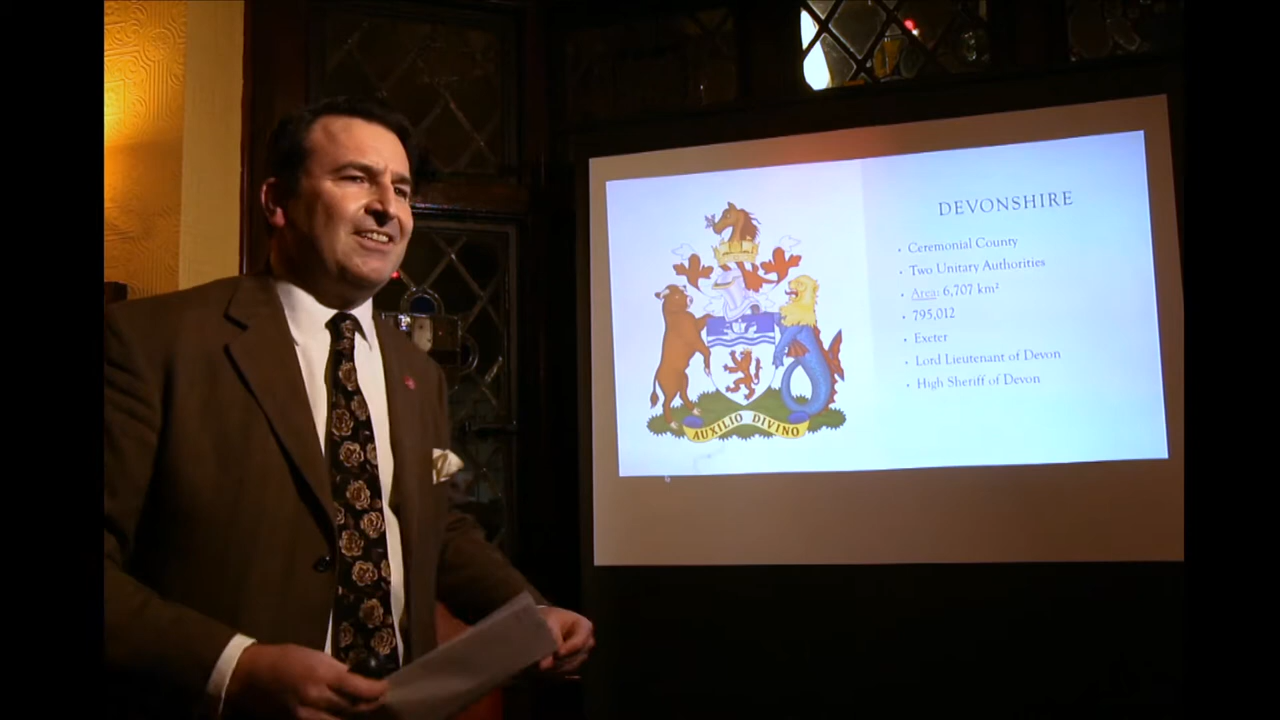 DEVONSHIRE
• Ceremonial County
• Two Unitary Authorities
• Area: 6,707 km²
• 795,012
• Exeter
• Lord Lieutenant of Devon
• High Sheriff of Devon
AUXILIO DIVINO